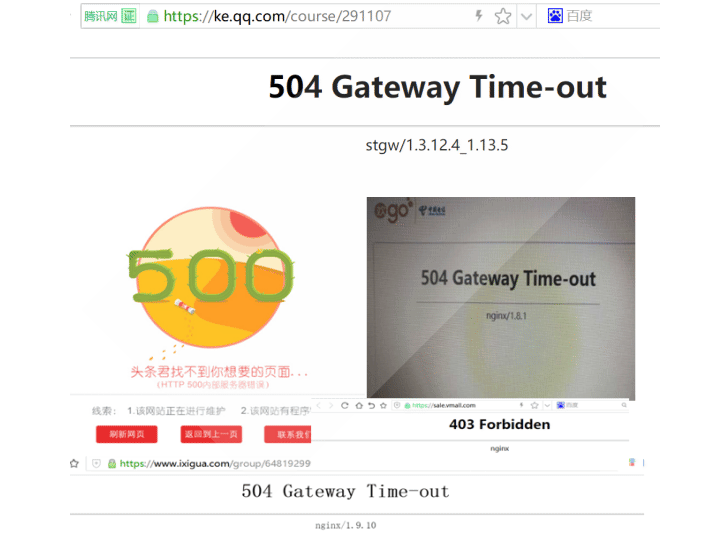 腾讯网 证 https://ke.qq.com/course/291107 百度
504 Gateway Time-out
stgw/1.3.12.4_1.13.5
500
头条君找不到你想要的页面...
(HTTP 500内部服务器错误)
线索： 1.该网站正在进行维护 2.该网站有程序
刷新网页 返回到上一页 联系我们
go 中国电信
504 Gateway Time-out
nginx/1.8.1
https://sale.vmall.com 百度
403 Forbidden
nginx
https://www.ixigua.com/group/64819299
504 Gateway Time-out
nginx/1.9.10